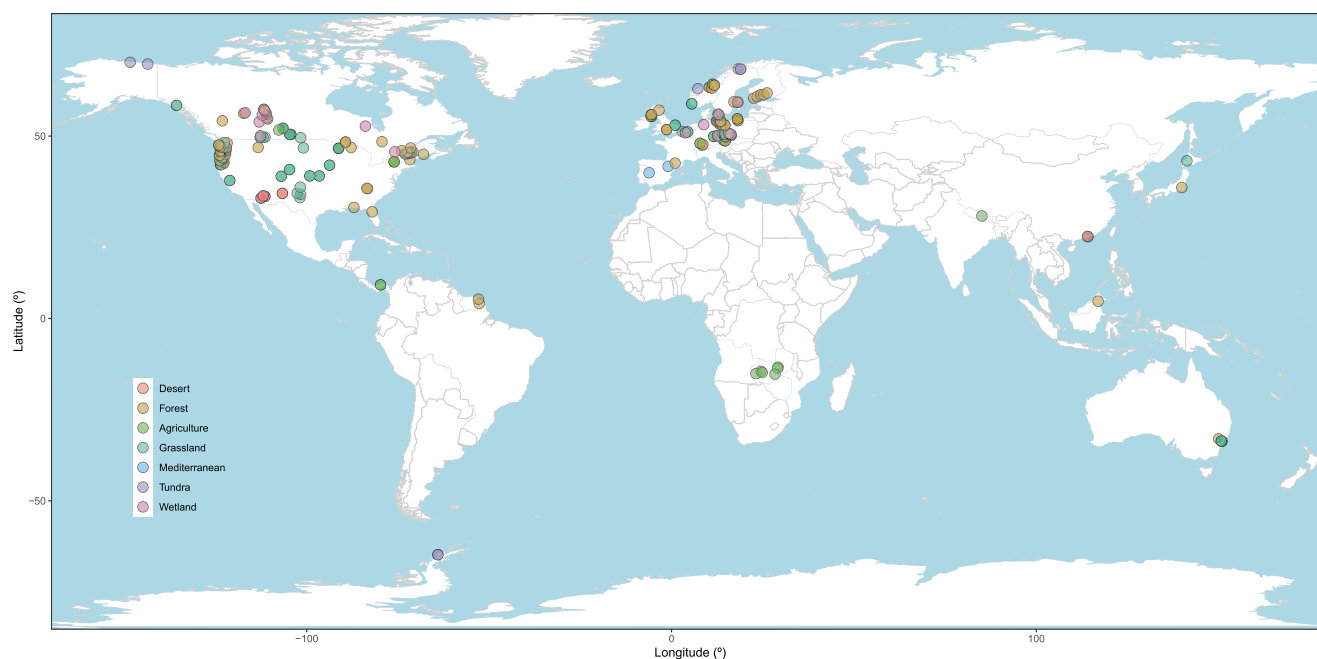 50
0
−50
Latitude (º)
Desert
Forest
Agriculture
Grassland
Mediterranean
Tundra
Wetland
−100
0
100
Longitude (º)